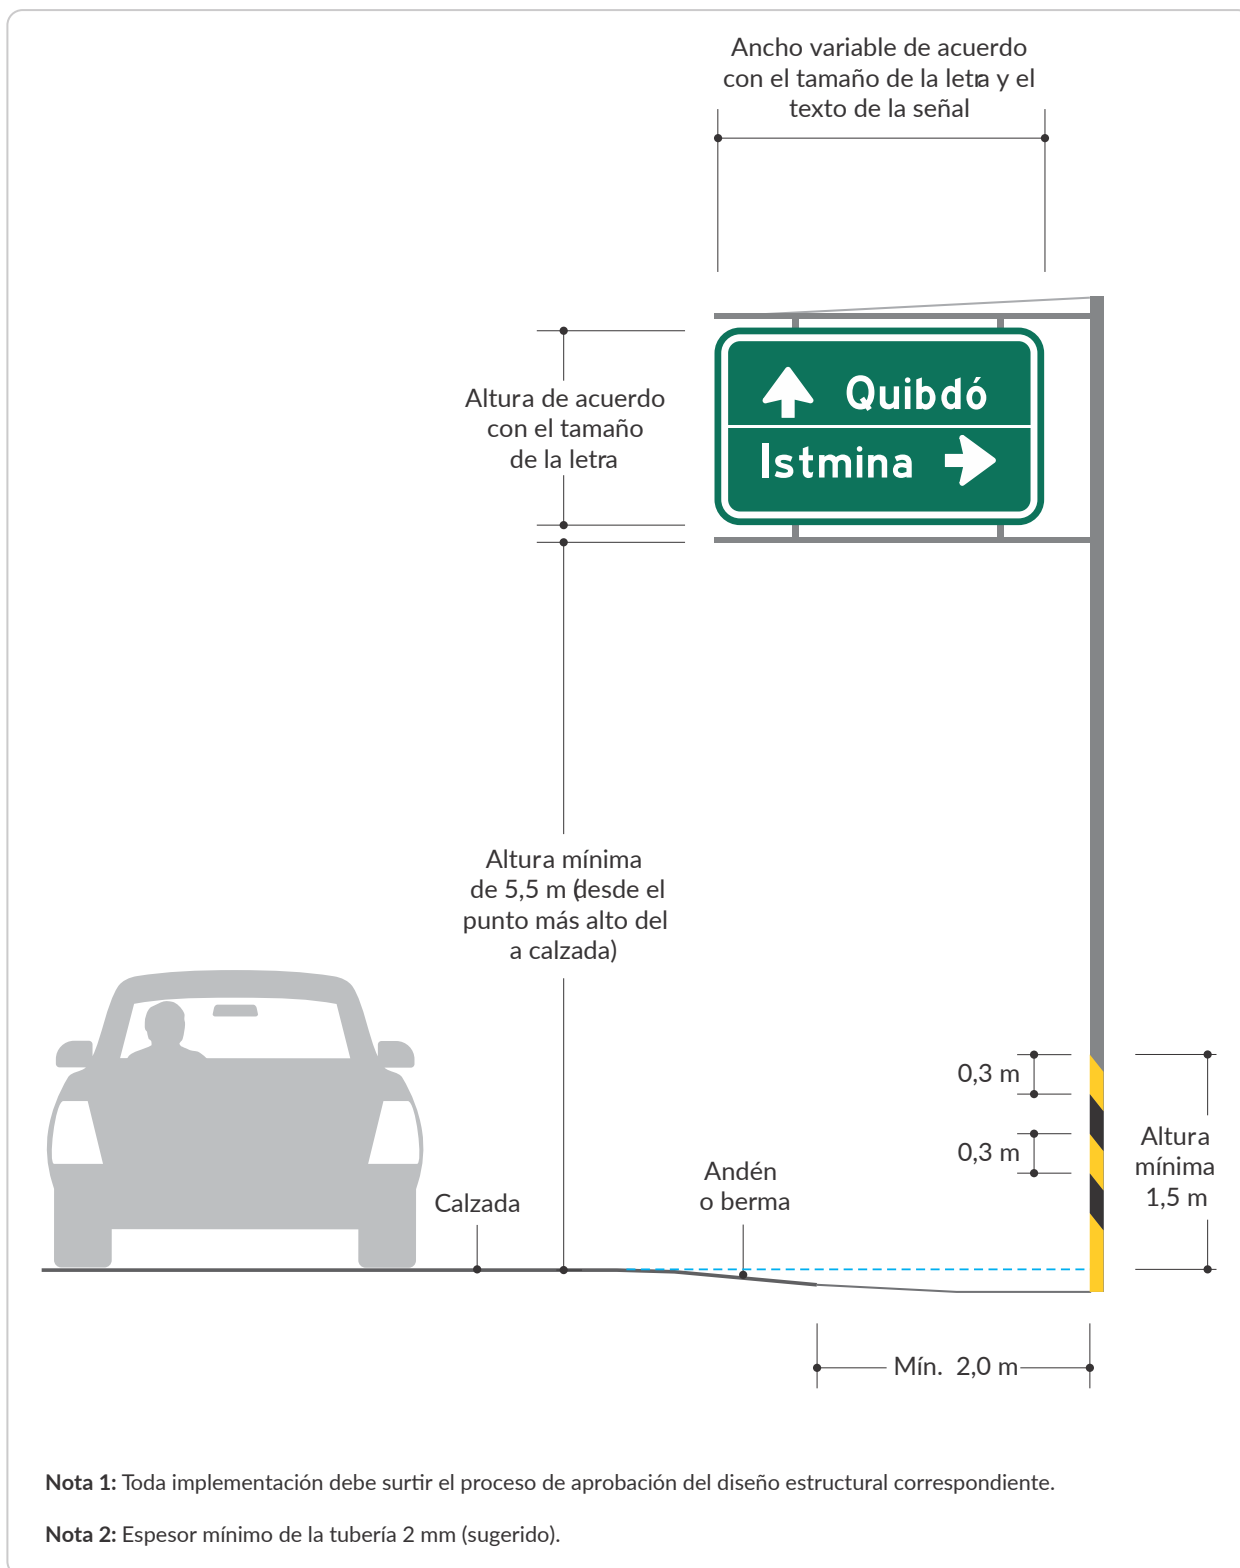 Ancho variable de acuerdo
con el tamaño de la letra y el
texto de la señal
Altura de acuerdo
con el tamaño
de la letra
Quibdó
Istmina
Altura mínima
de 5,5 m (desde el
punto más alto del
a calzada)
0,3 m
0,3 m
Altura
mínima
1,5 m
Andén
o berma
Calzada
Mín. 2,0 m
Nota 1: Toda implementación debe surtir el proceso de aprobación del diseño estructural correspondiente.
Nota 2: Espesor mínimo de la tubería 2 mm (sugerido).